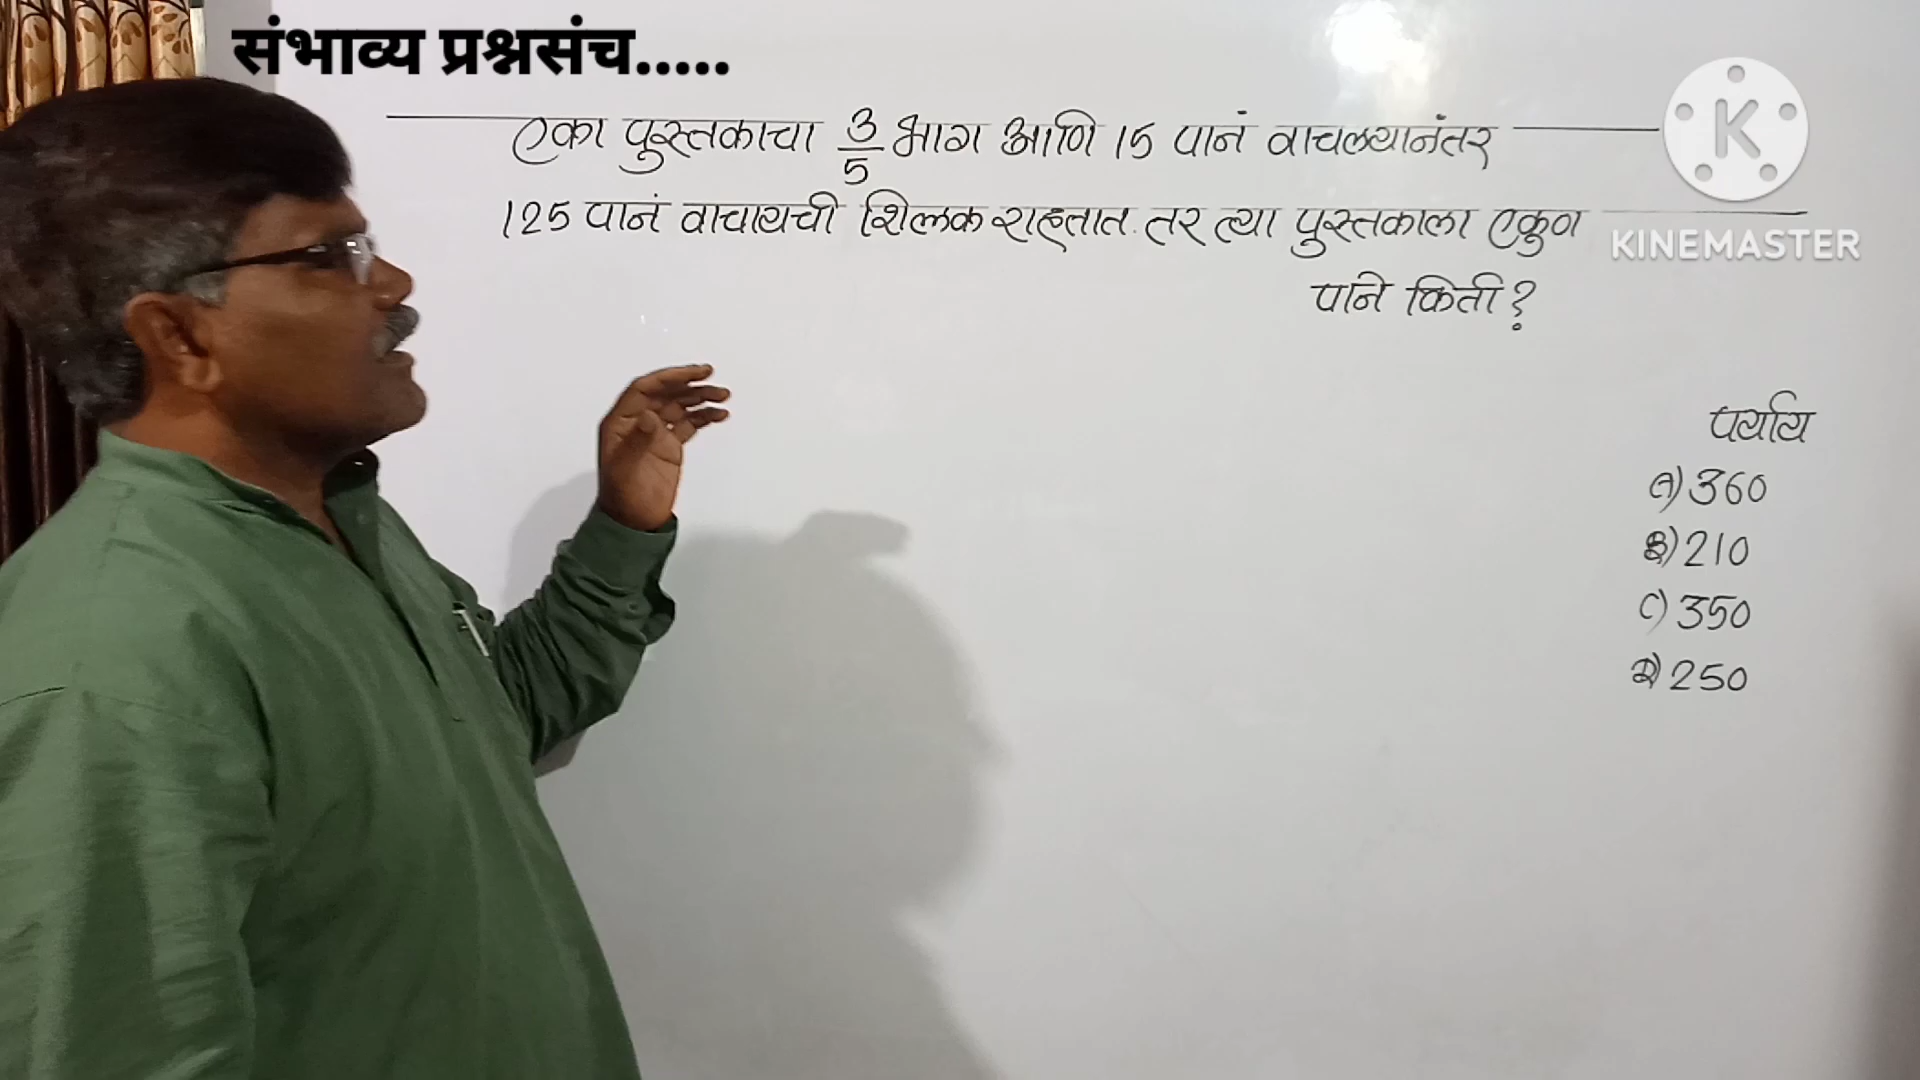 संभाव्य प्रश्नसंच.....
एका पुस्तकाचा 3/5 भाग आणि 15 पानं वाचल्यानंतर
125 पानं वाचायची शिल्लक राहतात. तर त्या पुस्तकाला एकुण
पाने किती?
पर्याय
A) 360
B) 210
C) 350
D) 250
K
KINEMASTER